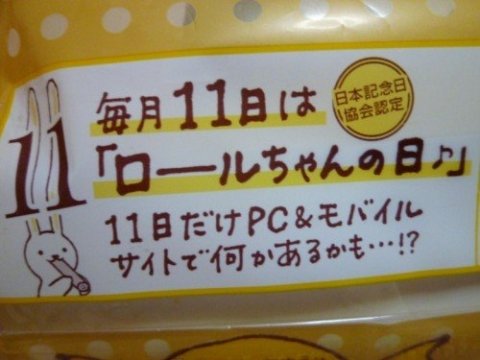 11
毎月11日は
日本記念日
協会認定
「ロールちゃんの日♪」
11日だけPC&モバイル
サイトで何かあるかも…!?